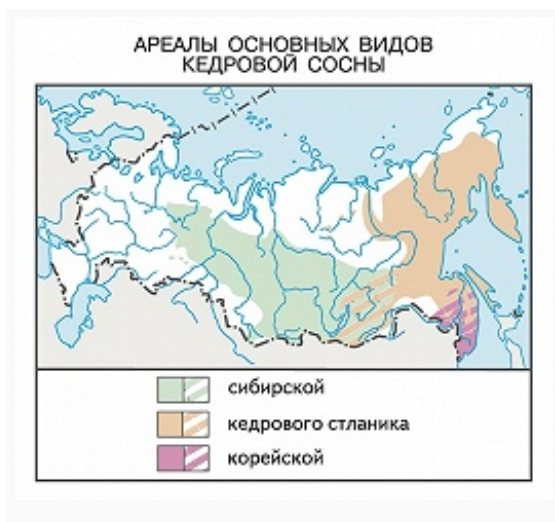 АРЕАЛЫ ОСНОВНЫХ ВИДОВ
КЕДРОВОЙ СОСНЫ
сибирской
кедрового стланика
корейской